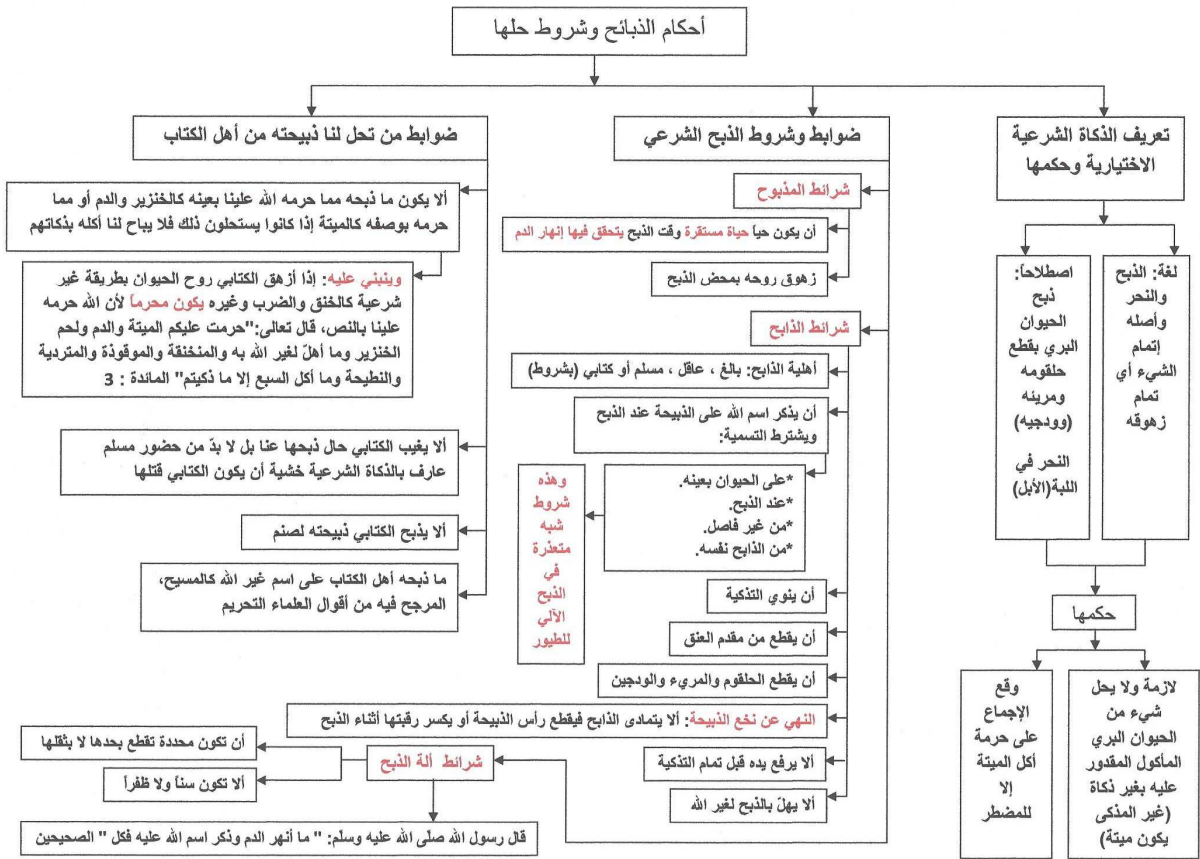 أحكام الذبائح وشروط حلها
تعريف الذكاة الشرعية
الاختيارية وحكمها
لغة: الذبح
والنحر
وأصله
إتمام
الشيء أي
تمام
زهوقه
اصطلاحاً:
ذبح
الحيوان
البري بقطع
حلقومه
ومريئه
(وودجيه)
النحر في
اللبة(الأبل)
حكمها
لازمة ولا يحل
شيء من
الحيوان البري
المأكول المقدور
عليه بغير ذكاة
(غير المذكى
يكون ميتة)
وقع
الإجماع
على حرمة
أكل الميتة
إلا
للمضطر
ضوابط وشروط الذبح الشرعي
شرائط المذبوح
أن يكون حياً حياة مستقرة وقت الذبح يتحقق فيها إنهار الدم
زهوق روحه بمحض الذبح
شرائط الذابح
أهلية الذابح: بالغ ، عاقل ، مسلم أو كتابي (بشروط)
أن يذكر اسم الله على الذبيحة عند الذبح
ويشترط التسمية:
*على الحيوان بعينه.
*عند الذبح.
*من غير فاصل.
*من الذابح نفسه.
وهذه
شروط
شبه
متعذرة
في
الذبح
الآلي
للطيور
أن ينوي التذكية
أن يقطع من مقدم العنق
أن يقطع الحلقوم والمريء والودجين
النهي عن نخع الذبيحة: ألا يتمادى الذابح فيقطع رأس الذبيحة أو يكسر رقبتها أثناء الذبح
ألا يرفع يده قبل تمام التذكية
ألا يهلّ بالذبح لغير الله
شرائط ألة الذبح
أن تكون محددة تقطع بحدها لا بثقلها
ألا تكون سناً ولا ظفراً
قال رسول الله صلّى الله عليه وسلّم: " ما أنهر الدم وذكر اسم الله عليه فكل " الصحيحين
ضوابط من تحل لنا ذبيحته من أهل الكتاب
ألا يكون ما ذبحه مما حرمه الله علينا بعينه كالخنزير والدم أو مما
حرمه بوصفه كالميتة إذا كانوا يستحلون ذلك فلا يباح لنا أكله بذكاتهم
وينبني عليه: إذا أزهق الكتابي روح الحيوان بطريقة غير
شرعية كالخنق والضرب وغيره يكون محرماً لأن الله حرمه
علينا بالنص، قال تعالى:"حرمت عليكم الميتة والدم ولحم
الخنزير وما أهلّ لغير الله به والمنخنقة والموقوذة والمتردية
والنطيحة وما أكل السبع إلا ما ذكيتم" المائدة : 3
ألا يغيب الكتابي حال ذبحها عنا بل لا بدّ من حضور مسلم
عارف بالذكاة الشرعية خشية أن يكون الكتابي قتلها
ألا يذبح الكتابي ذبيحته لصنم
ما ذبحه أهل الكتاب على اسم غير الله كالمسيح،
المرجح فيه من أقوال العلماء التحريم